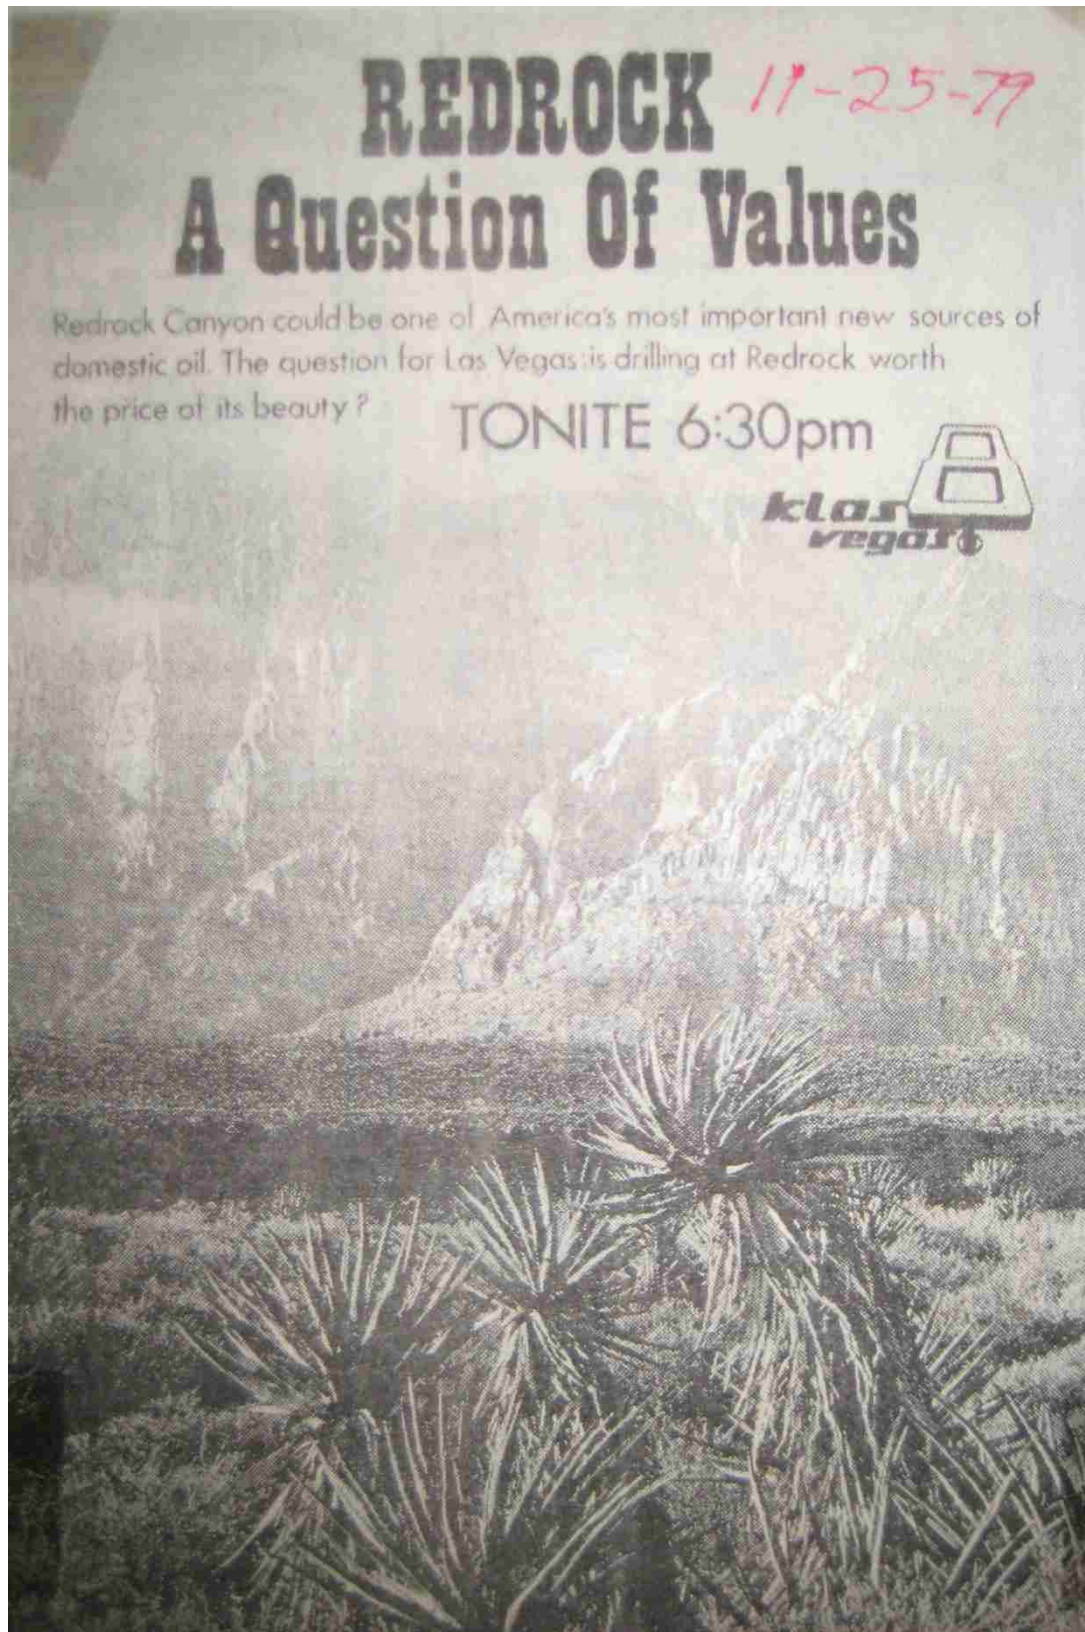 REDROCK 11-25-79
A Question Of Values
Redrock Canyon could be one of America's most important new sources of
domestic oil. The question for Las Vegas: is drilling at Redrock worth
the price of its beauty?
TONITE 6:30pm
klas
vegas